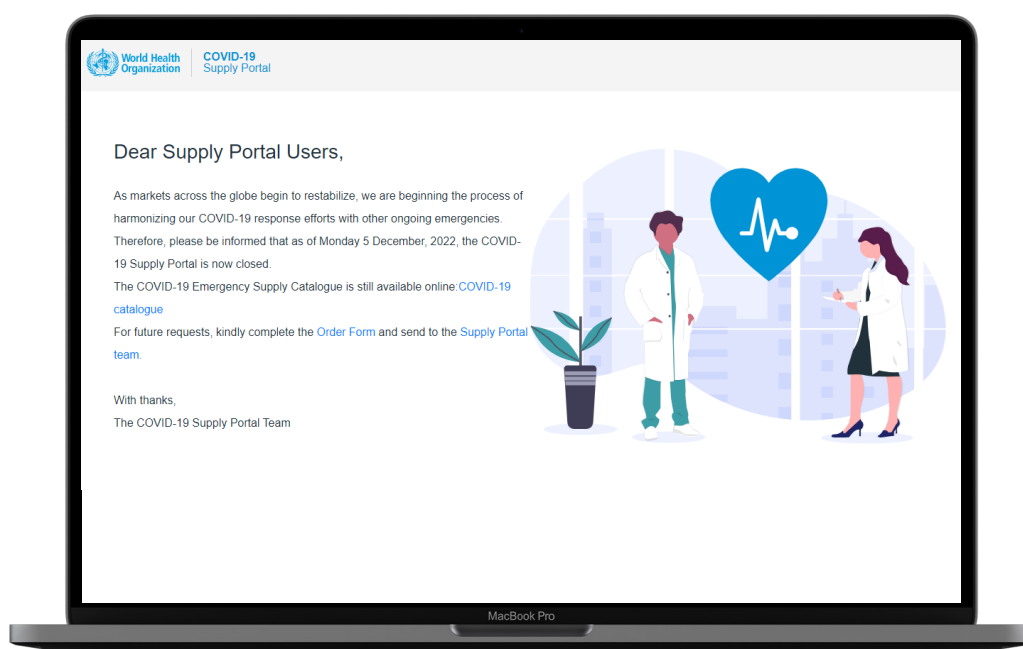 World Health
Organization
COVID-19
Supply Portal
Dear Supply Portal Users,
As markets across the globe begin to restabilize, we are beginning the process of
harmonizing our COVID-19 response efforts with other ongoing emergencies.
Therefore, please be informed that as of Monday 5 December, 2022, the COVID-
19 Supply Portal is now closed.
The COVID-19 Emergency Supply Catalogue is still available online:COVID-19
catalogue
For future requests, kindly complete the Order Form and send to the Supply Portal
team.
With thanks,
The COVID-19 Supply Portal Team
MacBook Pro